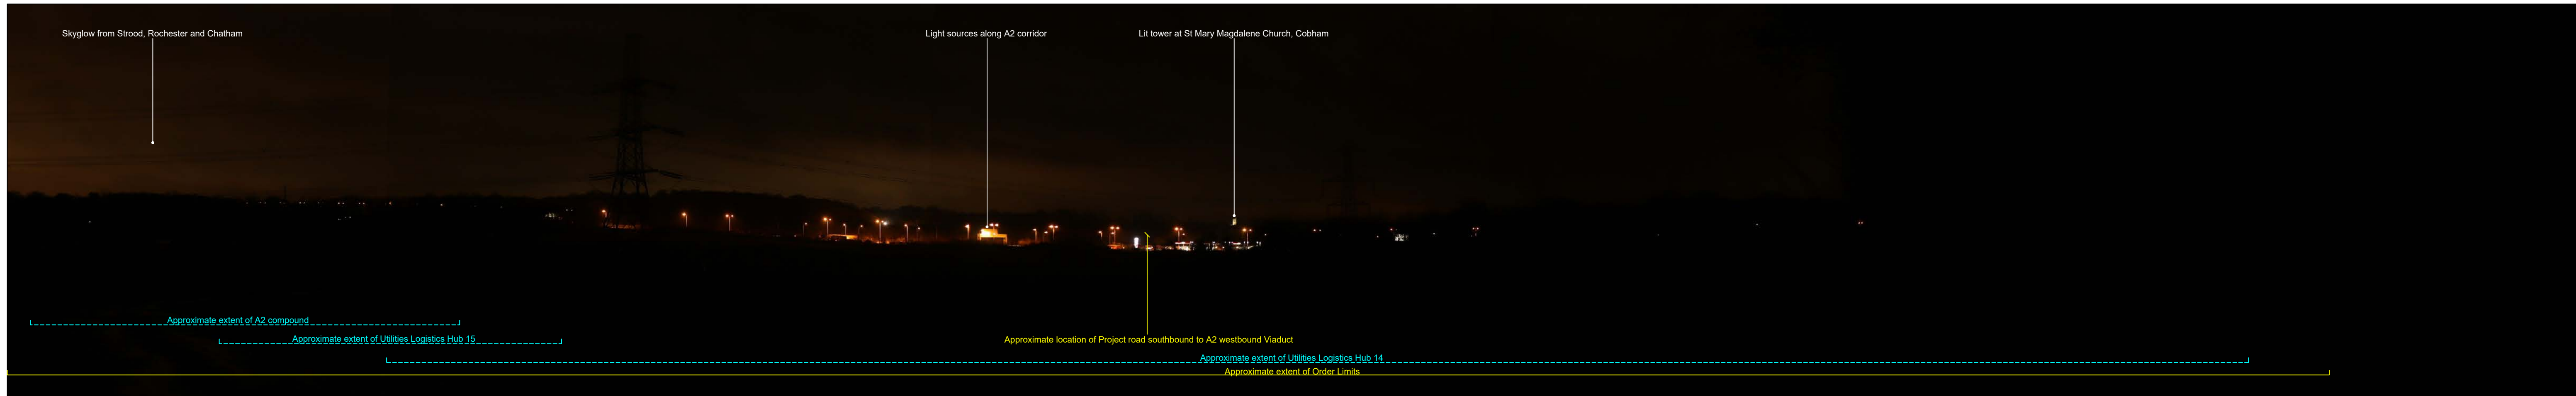 Skyglow from Strood, Rochester and Chatham
Light sources along A2 corridor
Lit tower at St Mary Magdalene Church, Cobham
Approximate extent of A2 compound
Approximate extent of Utilities Logistics Hub 15
Approximate location of Project road southbound to A2 westbound Viaduct
Approximate extent of Utilities Logistics Hub 14
Approximate extent of Order Limits